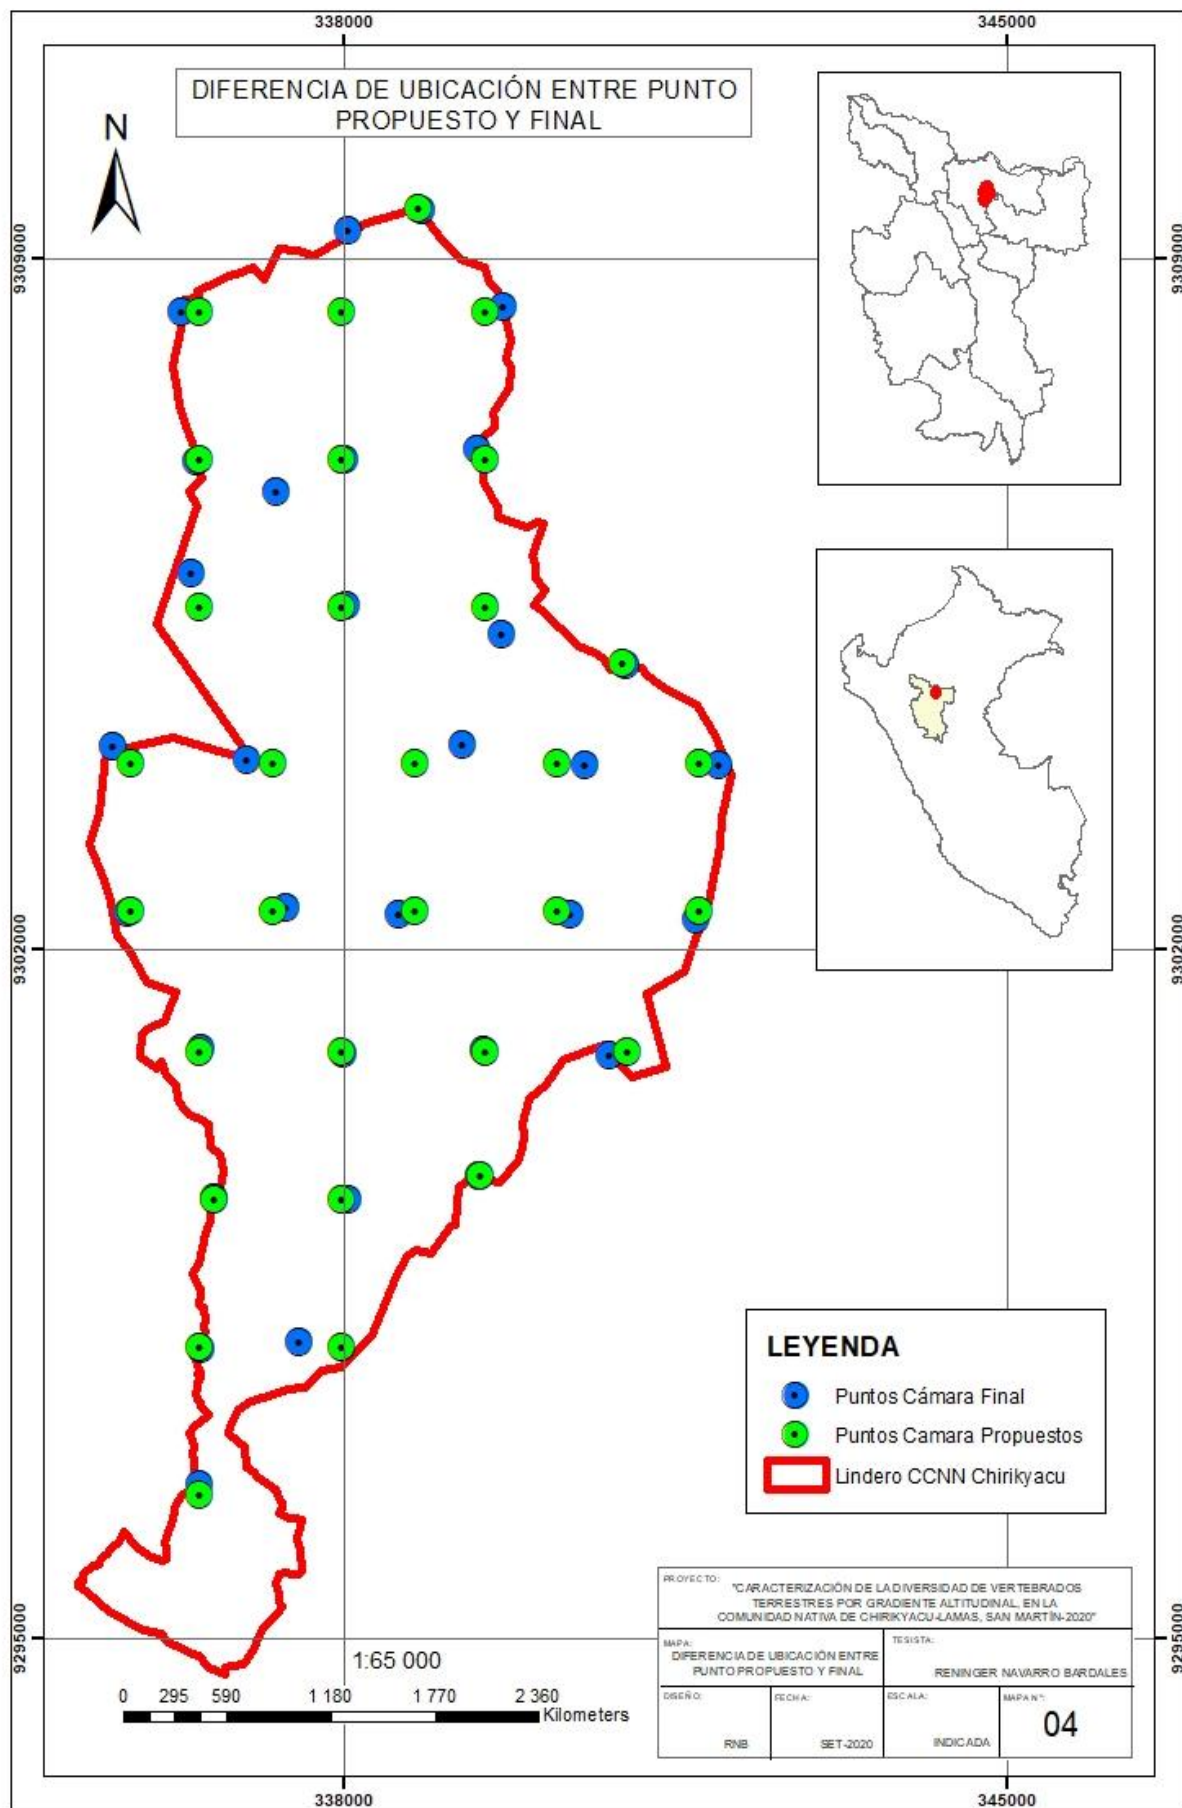 338000
345000
DIFERENCIA DE UBICACIÓN ENTRE PUNTO
PROPUESTO Y FINAL
N
9309000
9309000
9302000
9302000
LEYENDA
Puntos Cámara Final
Puntos Camara Propuestos
Lindero CCNN Chirikyacu
9295000
9295000
1:65 000
0 295 590 1 180 1 770 2 360
Kilometers
PROYECTO:
"CARACTERIZACIÓN DE LA DIVERSIDAD DE VERTEBRADOS
TERRESTRES POR GRADIENTE ALTITUDINAL, EN LA
COMUNIDAD NATIVA DE CHIRIKYACU-LAMAS, SAN MARTÍN-2020"
MAPA:
DIFERENCIA DE UBICACIÓN ENTRE
PUNTO PROPUESTO Y FINAL
TESISTA:
RENINGER NAVARRO BARDALES
DISEÑO:
RNB
FECHA:
SET-2020
ESCALA:
INDICADA
MAPA N°:
04
338000
345000